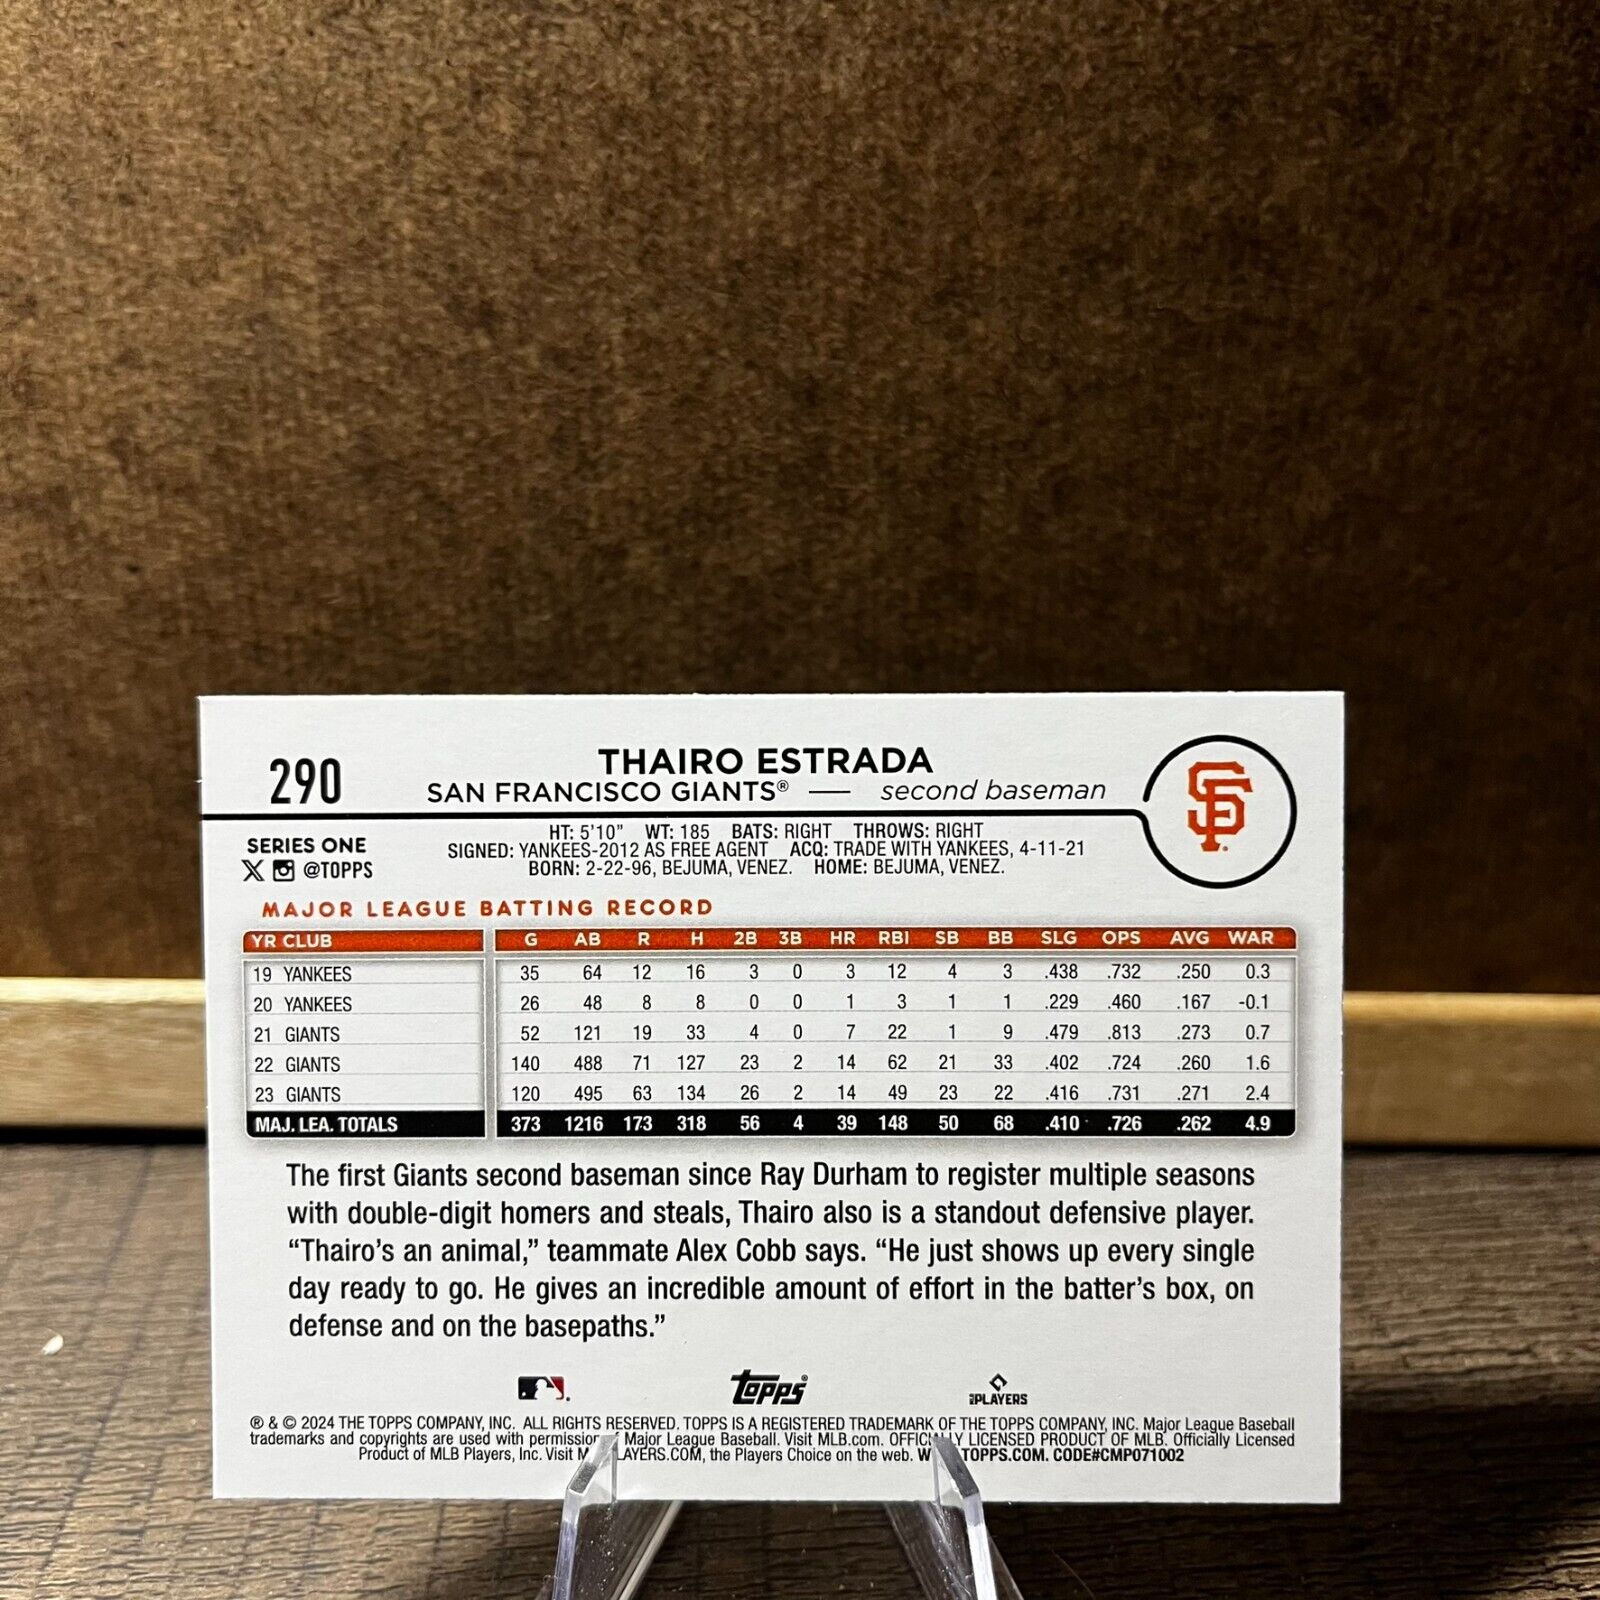 290
THAIRO ESTRADA
SAN FRANCISCO GIANTS® — second baseman
SF
SERIES ONE
@TOPPS
HT: 5'10" WT: 185 BATS: RIGHT THROWS: RIGHT
SIGNED: YANKEES-2012 AS FREE AGENT ACQ: TRADE WITH YANKEES, 4-11-21
BORN: 2-22-96, BEJUMA, VENEZ. HOME: BEJUMA, VENEZ.
MAJOR LEAGUE BATTING RECORD
YR CLUB G AB R H 2B 3B HR RBI SB BB SLG OPS AVG WAR
19 YANKEES 35 64 12 16 3 0 3 12 4 3 .438 .732 .250 0.3
20 YANKEES 26 48 8 8 0 0 1 3 1 1 .229 .460 .167 -0.1
21 GIANTS 52 121 19 33 4 0 7 22 1 9 .479 .813 .273 0.7
22 GIANTS 140 488 71 127 23 2 14 62 21 33 .402 .724 .260 1.6
23 GIANTS 120 495 63 134 26 2 14 49 23 22 .416 .731 .271 2.4
MAJ. LEA. TOTALS 373 1216 173 318 56 4 39 148 50 68 .410 .726 .262 4.9
The first Giants second baseman since Ray Durham to register multiple seasons
with double-digit homers and steals, Thairo also is a standout defensive player.
“Thairo’s an animal,” teammate Alex Cobb says. “He just shows up every single
day ready to go. He gives an incredible amount of effort in the batter’s box, on
defense and on the basepaths.”
topps®
PLAYERS
® & © 2024 THE TOPPS COMPANY, INC. ALL RIGHTS RESERVED. TOPPS IS A REGISTERED TRADEMARK OF THE TOPPS COMPANY, INC. Major League Baseball
trademarks and copyrights are used with permission Major League Baseball. Visit MLB.com. OFFICIALLY LICENSED PRODUCT OF MLB. Officially Licensed
Product of MLB Players, Inc. Visit LAYERS.COM, the Players Choice on the web. TOPPS.COM. CODE#CMP071002